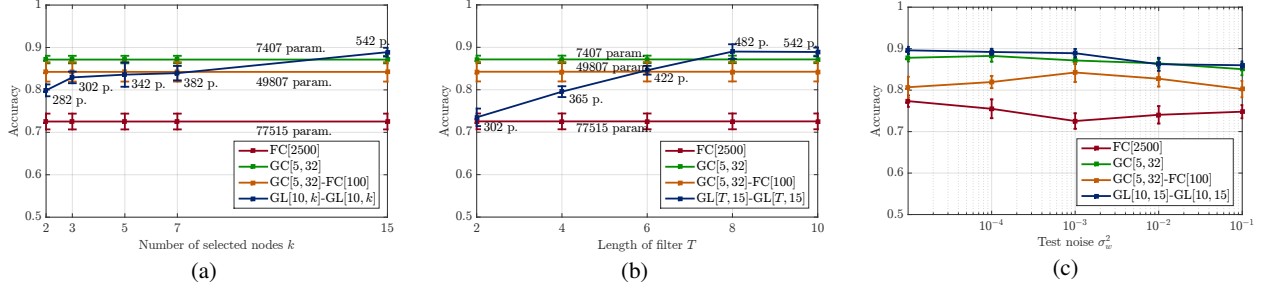 1
0.9
0.8
0.7
0.6
0.5
Accuracy
7407 param.
542 p.
49807 param.
282 p.
302 p.
342 p.
382 p.
77515 param.
FC[2500]
GC[5, 32]
GC[5, 32]-FC[100]
GL[10, k]-GL[10, k]
2 3 5 7 15
Number of selected nodes k
(a)
1
0.9
0.8
0.7
0.6
0.5
Accuracy
482 p.
542 p.
7407 param.
49807 param.
422 p.
365 p.
302 p.
77515 param.
FC[2500]
GC[5, 32]
GC[5, 32]-FC[100]
GL[T, 15]-GL[T, 15]
2 4 6 8 10
Length of filter T
(b)
1
0.9
0.8
0.7
0.6
0.5
Accuracy
FC[2500]
GC[5, 32]
GC[5, 32]-FC[100]
GL[10, 15]-GL[10, 15]
10⁻⁴ 10⁻³ 10⁻² 10⁻¹
Test noise σ²_w
(c)